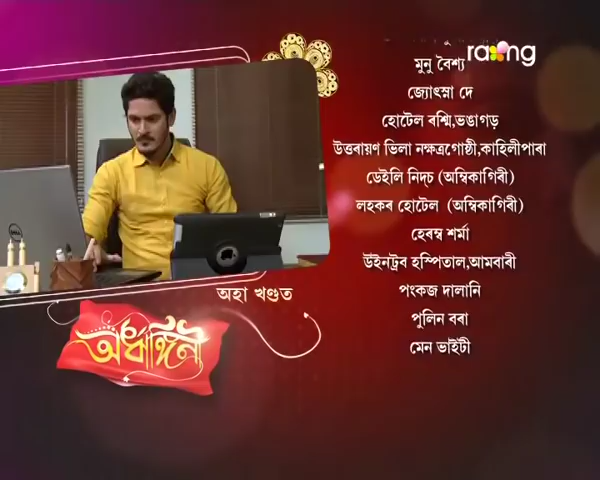 rang
মুনু বৈশ্য
জ্যোৎস্না দে
হোটেল ৰশ্মি,ভঙাগড়
উত্তৰায়ণ ভিলা নক্ষত্ৰগোষ্ঠী,কাহিলীপাৰা
ডেইলি নিদ্‌চ (অম্বিকাগিৰী)
লহকৰ হোটেল (অম্বিকাগিৰী)
হেৰম্ব শৰ্মা
উইনট্ৰব হস্পিতাল,আমবাৰী
পংকজ দালানি
পুলিন বৰা
মেন ভাইটী
অহা খণ্ডত
অৰ্ধাঙ্গিনী